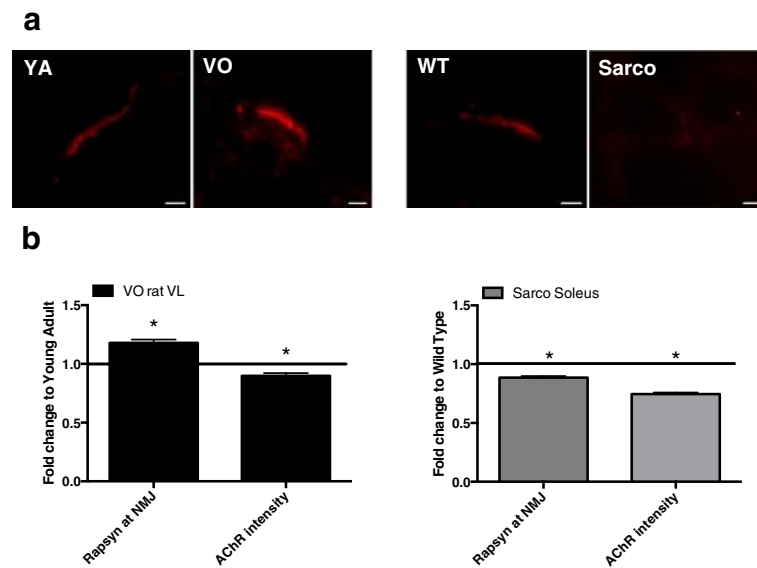 a
YA
VO
WT
Sarco
b
VO rat VL
Fold change to Young Adult
1.5
1.0
0.5
0.0
*
*
Rapsyn at NMJ
AChR intensity
Sarco Soleus
Fold change to Wild Type
1.5
1.0
0.5
0.0
*
*
Rapsyn at NMJ
AChR intensity